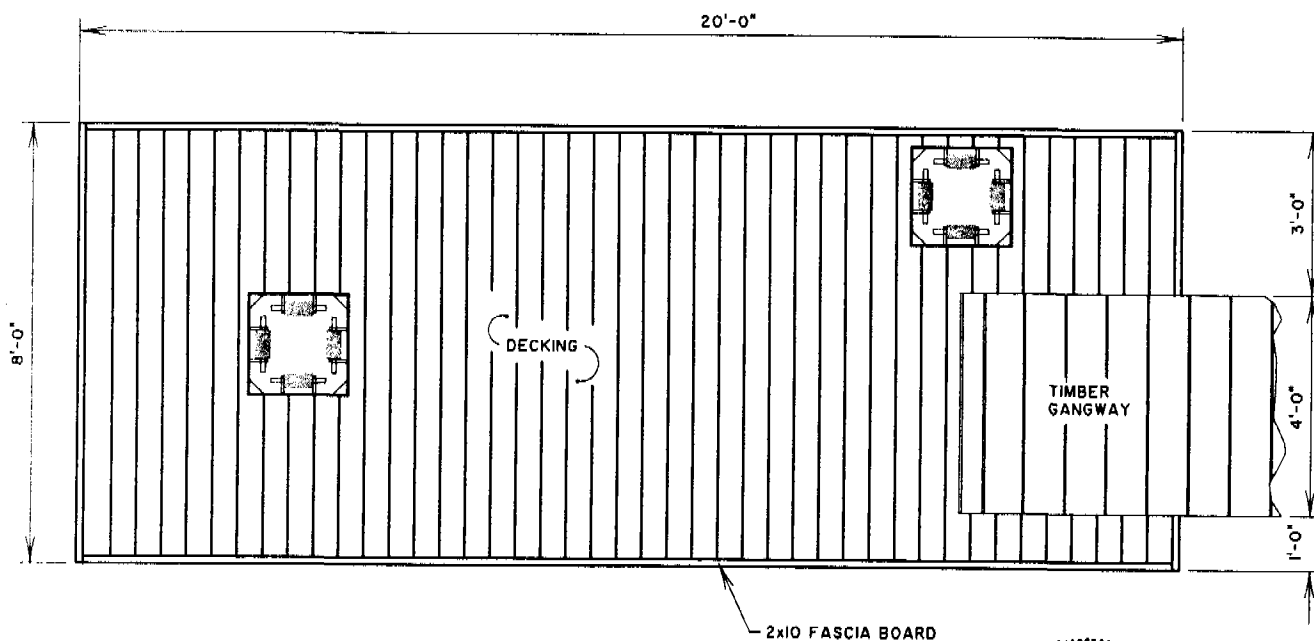 20'-0"
8'-0"
3'-0"
DECKING
TIMBER
GANGWAY
4'-0"
1'-0"
2x10 FASCIA BOARD